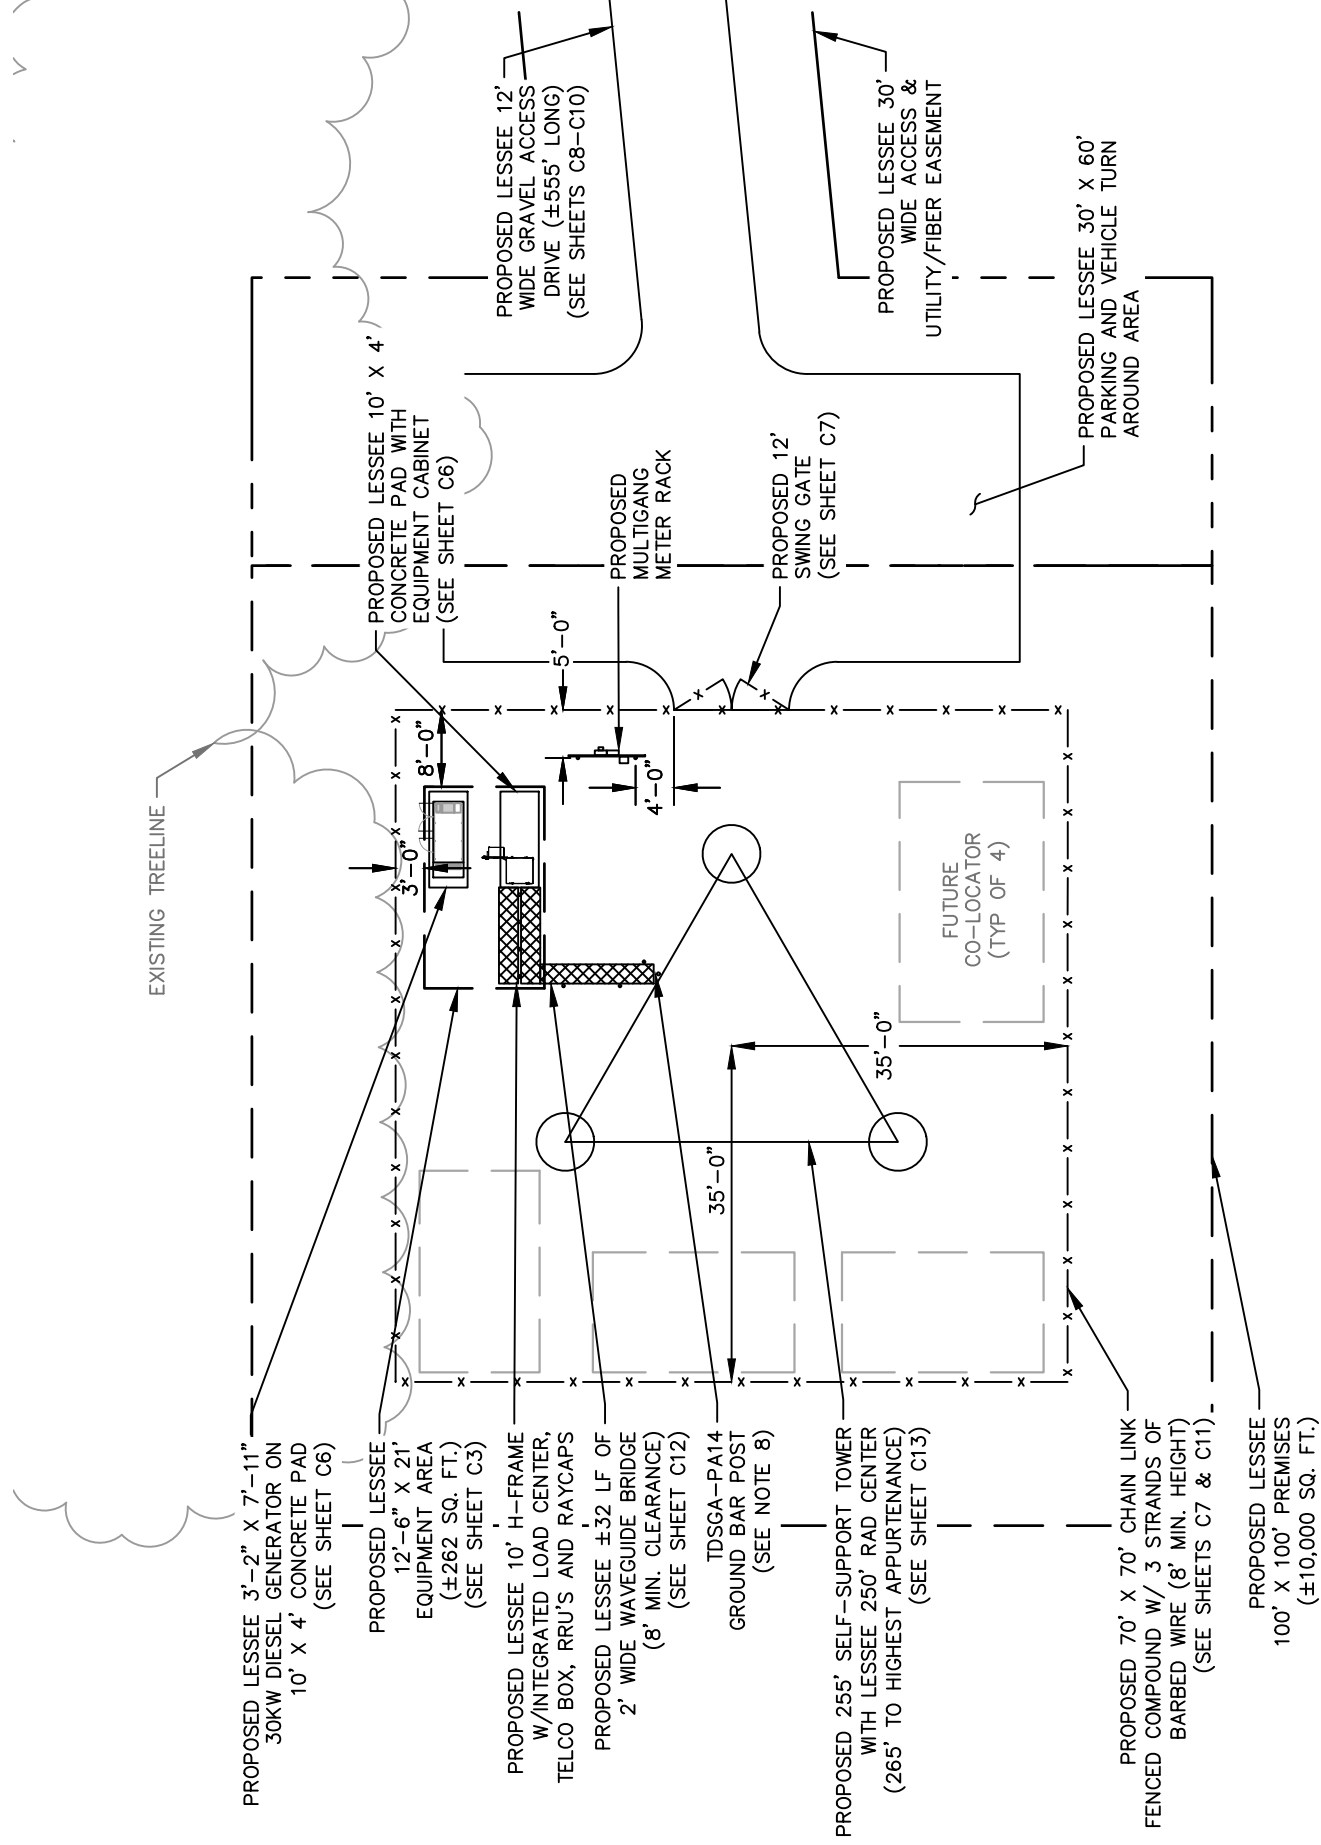 EXISTING TREELINE
PROPOSED LESSEE 3'-2" X 7'-11"
30KW DIESEL GENERATOR ON
10' X 4' CONCRETE PAD
(SEE SHEET C6)
PROPOSED LESSEE
12'-6" X 21'
EQUIPMENT AREA
(±262 SQ. FT.)
(SEE SHEET C3)
PROPOSED LESSEE 10' H-FRAME
W/INTEGRATED LOAD CENTER,
TELCO BOX, RRU'S AND RAYCAPS
PROPOSED LESSEE ±32 LF OF
2' WIDE WAVEGUIDE BRIDGE
(8' MIN. CLEARANCE)
(SEE SHEET C12)
TDSGA-PA14
GROUND BAR POST
(SEE NOTE 8)
PROPOSED 255' SELF-SUPPORT TOWER
WITH LESSEE 250' RAD CENTER
(265' TO HIGHEST APPURTENANCE)
(SEE SHEET C13)
PROPOSED 70' X 70' CHAIN LINK
FENCED COMPOUND W/ 3 STRANDS OF
BARBED WIRE (8' MIN. HEIGHT)
(SEE SHEETS C7 & C11)
PROPOSED LESSEE
100' X 100' PREMISES
(±10,000 SQ. FT.)
3'-0"
8'-0"
5'-0"
4'-0"
35'-0"
35'-0"
FUTURE
CO-LOCATOR
(TYP OF 4)
PROPOSED LESSEE 10' X 4'
CONCRETE PAD WITH
EQUIPMENT CABINET
(SEE SHEET C6)
PROPOSED
MULTIGANG
METER RACK
PROPOSED 12'
SWING GATE
(SEE SHEET C7)
PROPOSED LESSEE 12'
WIDE GRAVEL ACCESS
DRIVE (±555' LONG)
(SEE SHEETS C8-C10)
PROPOSED LESSEE 30'
WIDE ACCESS &
UTILITY/FIBER EASEMENT
PROPOSED LESSEE 30' X 60'
PARKING AND VEHICLE TURN
AROUND AREA